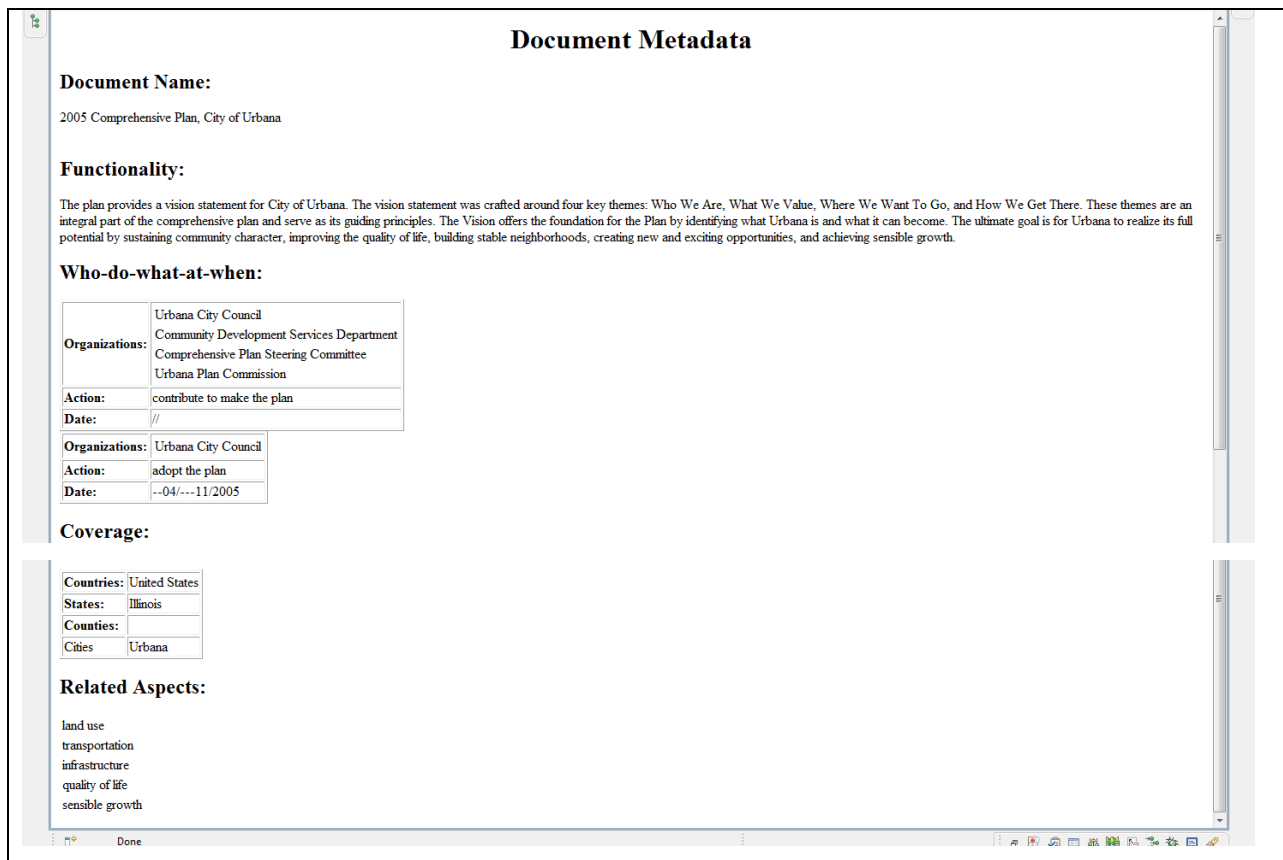 Document Metadata
Document Name:
2005 Comprehensive Plan, City of Urbana
Functionality:
The plan provides a vision statement for City of Urbana. The vision statement was crafted around four key themes: Who We Are, What We Value, Where We Want To Go, and How We Get There. These themes are an
integral part of the comprehensive plan and serve as its guiding principles. The Vision offers the foundation for the Plan by identifying what Urbana is and what it can become. The ultimate goal is for Urbana to realize its full
potential by sustaining community character, improving the quality of life, building stable neighborhoods, creating new and exciting opportunities, and achieving sensible growth.
Who-do-what-at-when:
Organizations:
Urbana City Council
Community Development Services Department
Comprehensive Plan Steering Committee
Urbana Plan Commission
Action: contribute to make the plan
Date: //
Organizations: Urbana City Council
Action: adopt the plan
Date: --04/---11/2005
Coverage:
Countries: United States
States: Illinois
Counties:
Cities Urbana
Related Aspects:
land use
transportation
infrastructure
quality of life
sensible growth
Done